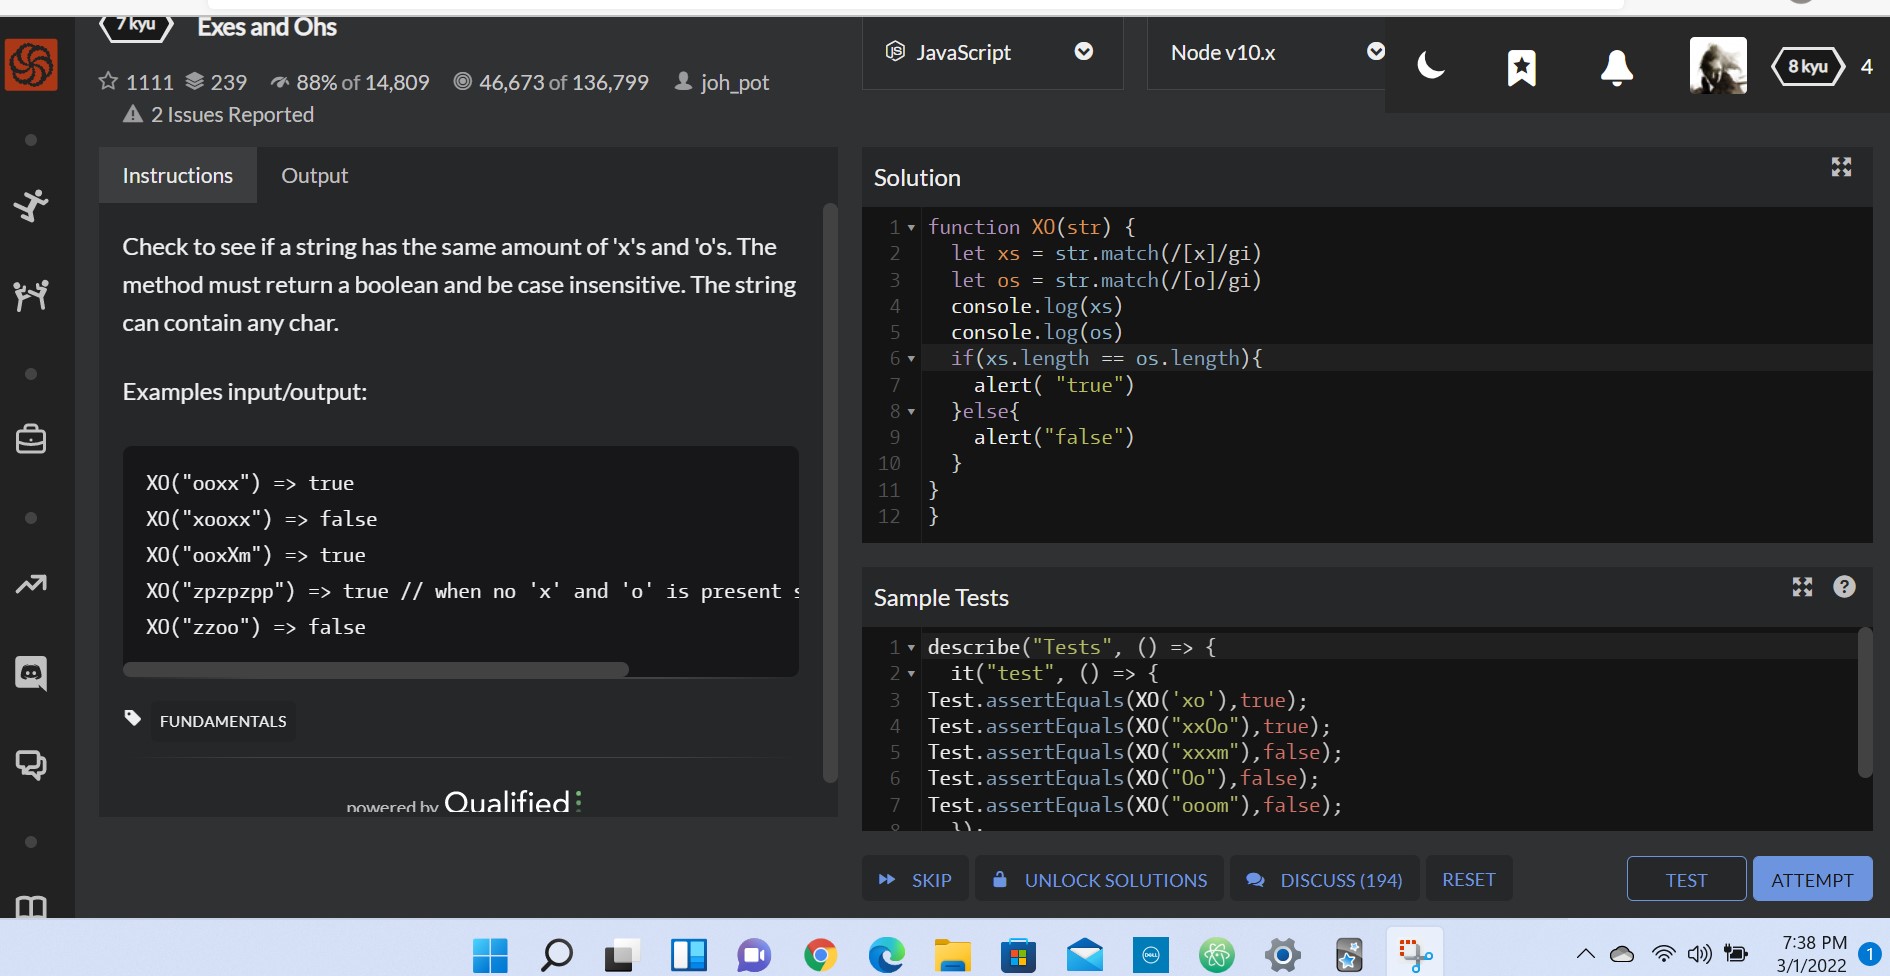 7 kyu
Exes and Ohs
1111 239 88% of 14,809 46,673 of 136,799 joh_pot
2 Issues Reported
JavaScript
Node v10.x
8 kyu 4
Instructions Output
Check to see if a string has the same amount of 'x's and 'o's. The
method must return a boolean and be case insensitive. The string
can contain any char.
Examples input/output:
XO("ooxx") => true
XO("xooxx") => false
XO("ooxXm") => true
XO("zpzpzpp") => true // when no 'x' and 'o' is present s
XO("zzoo") => false
FUNDAMENTALS
powered by Qualified
Solution
1 function XO(str) {
2 let xs = str.match(/[x]/gi)
3 let os = str.match(/[o]/gi)
4 console.log(xs)
5 console.log(os)
6 if(xs.length == os.length){
7 alert( "true")
8 }else{
9 alert("false")
10 }
11 }
12 }
Sample Tests
?
1 describe("Tests", () => {
2 it("test", () => {
3 Test.assertEquals(XO('xo'),true);
4 Test.assertEquals(XO("xxOo"),true);
5 Test.assertEquals(XO("xxxm"),false);
6 Test.assertEquals(XO("Oo"),false);
7 Test.assertEquals(XO("ooom"),false);
8 });
SKIP UNLOCK SOLUTIONS DISCUSS (194) RESET TEST ATTEMPT
DELL
7:38 PM
3/1/2022
1